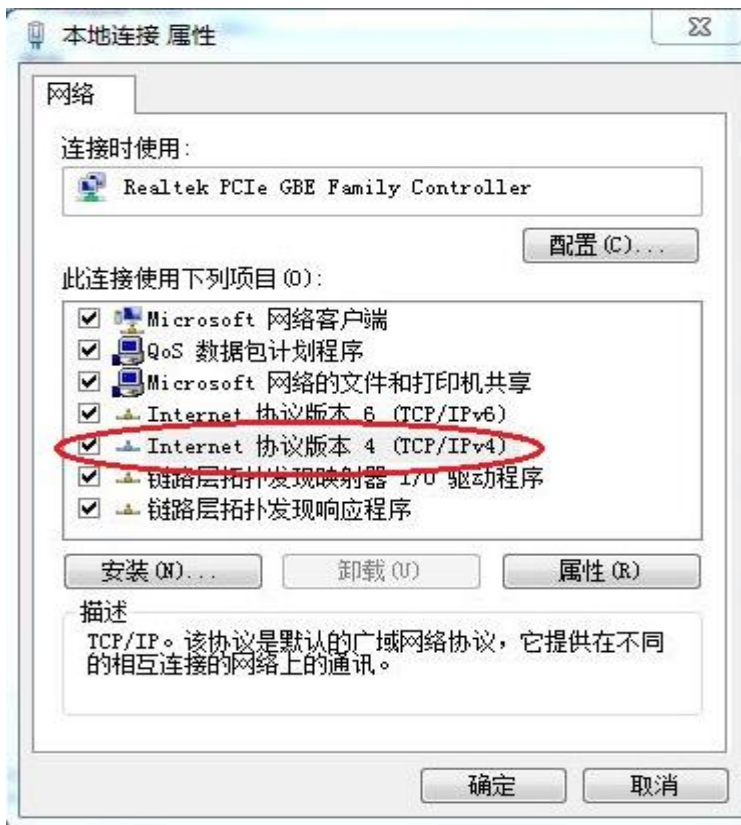 本地连接 属性
网络
连接时使用:
Realtek PCIe GBE Family Controller
配置(C)...
此连接使用下列项目(O):
Microsoft 网络客户端
QoS 数据包计划程序
Microsoft 网络的文件和打印机共享
Internet 协议版本 6 (TCP/IPv6)
Internet 协议版本 4 (TCP/IPv4)
链路层拓扑发现映射器 I/O 驱动程序
链路层拓扑发现响应程序
安装(N)... 卸载(U) 属性(R)
描述
TCP/IP。该协议是默认的广域网络协议，它提供在不同
的相互连接的网络上的通讯。
确定 取消